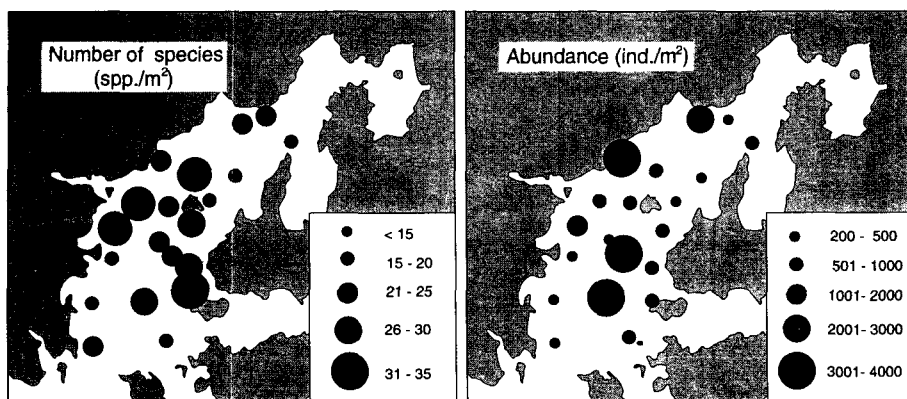 Number of species
(spp./m²)
< 15
15 - 20
21 - 25
26 - 30
31 - 35
Abundance (ind./m²)
200 - 500
501 - 1000
1001 - 2000
2001 - 3000
3001 - 4000